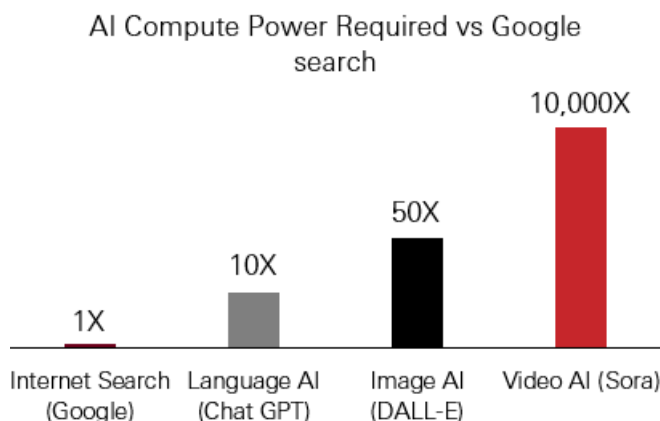 AI Compute Power Required vs Google
search
10,000X
50X
10X
1X
Internet Search
(Google)
Language AI
(Chat GPT)
Image AI
(DALL-E)
Video AI (Sora)